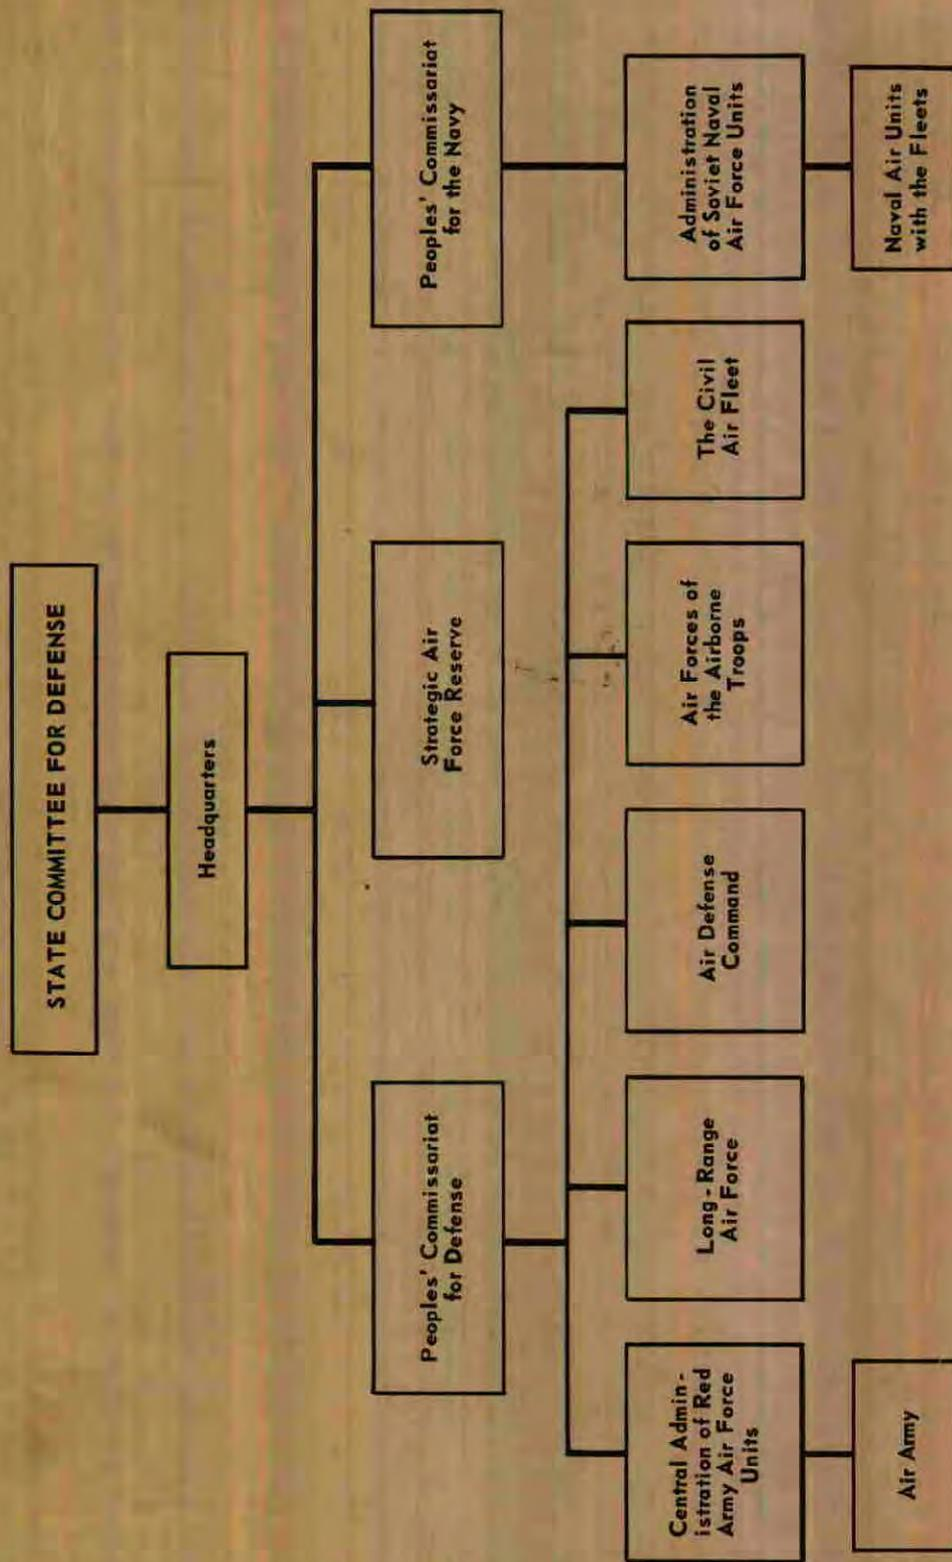 STATE COMMITTEE FOR DEFENSE
Headquarters
Peoples' Commissariat
for Defense
Strategic Air
Force Reserve
Peoples' Commissariat
for the Navy
Central Admin-
istration of Red
Army Air Force
Units
Long-Range
Air Force
Air Defense
Command
Air Forces of
the Airborne
Troops
The Civil
Air Fleet
Administration
of Soviet Naval
Air Force Units
Air Army
Naval Air Units
with the Fleets